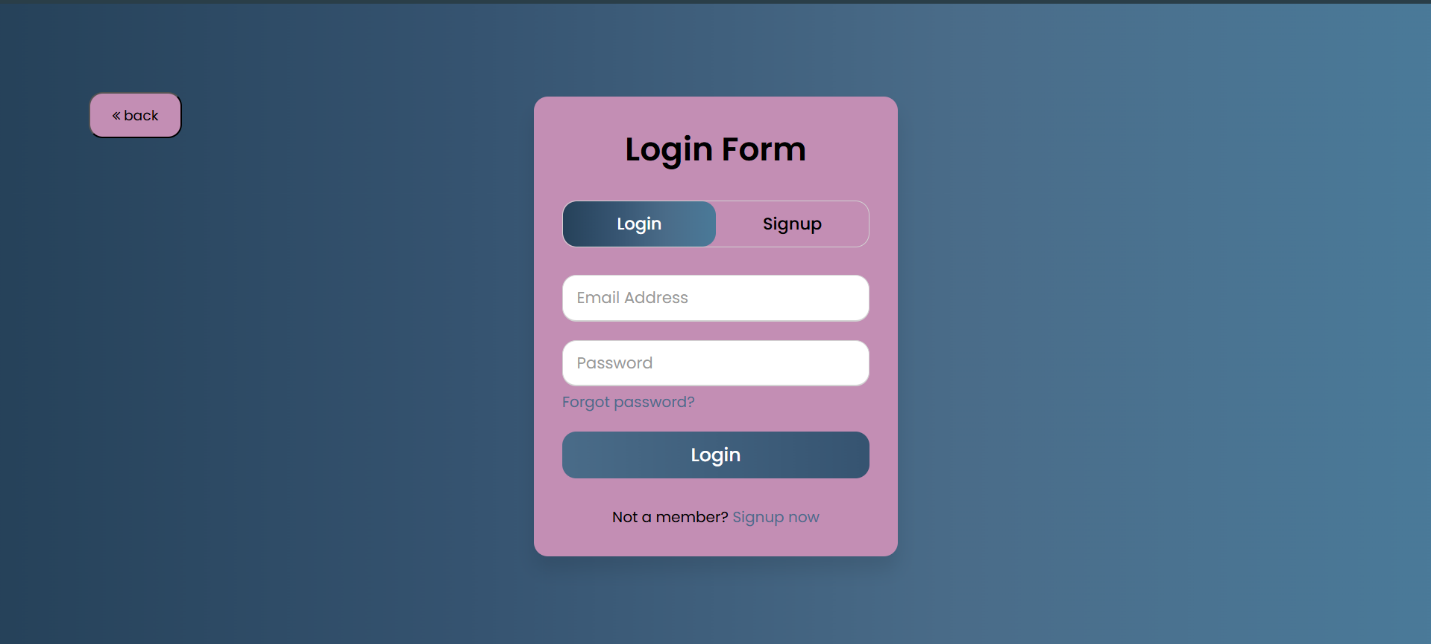 « back
Login Form
Login Signup
Email Address
Password
Forgot password?
Login
Not a member? Signup now